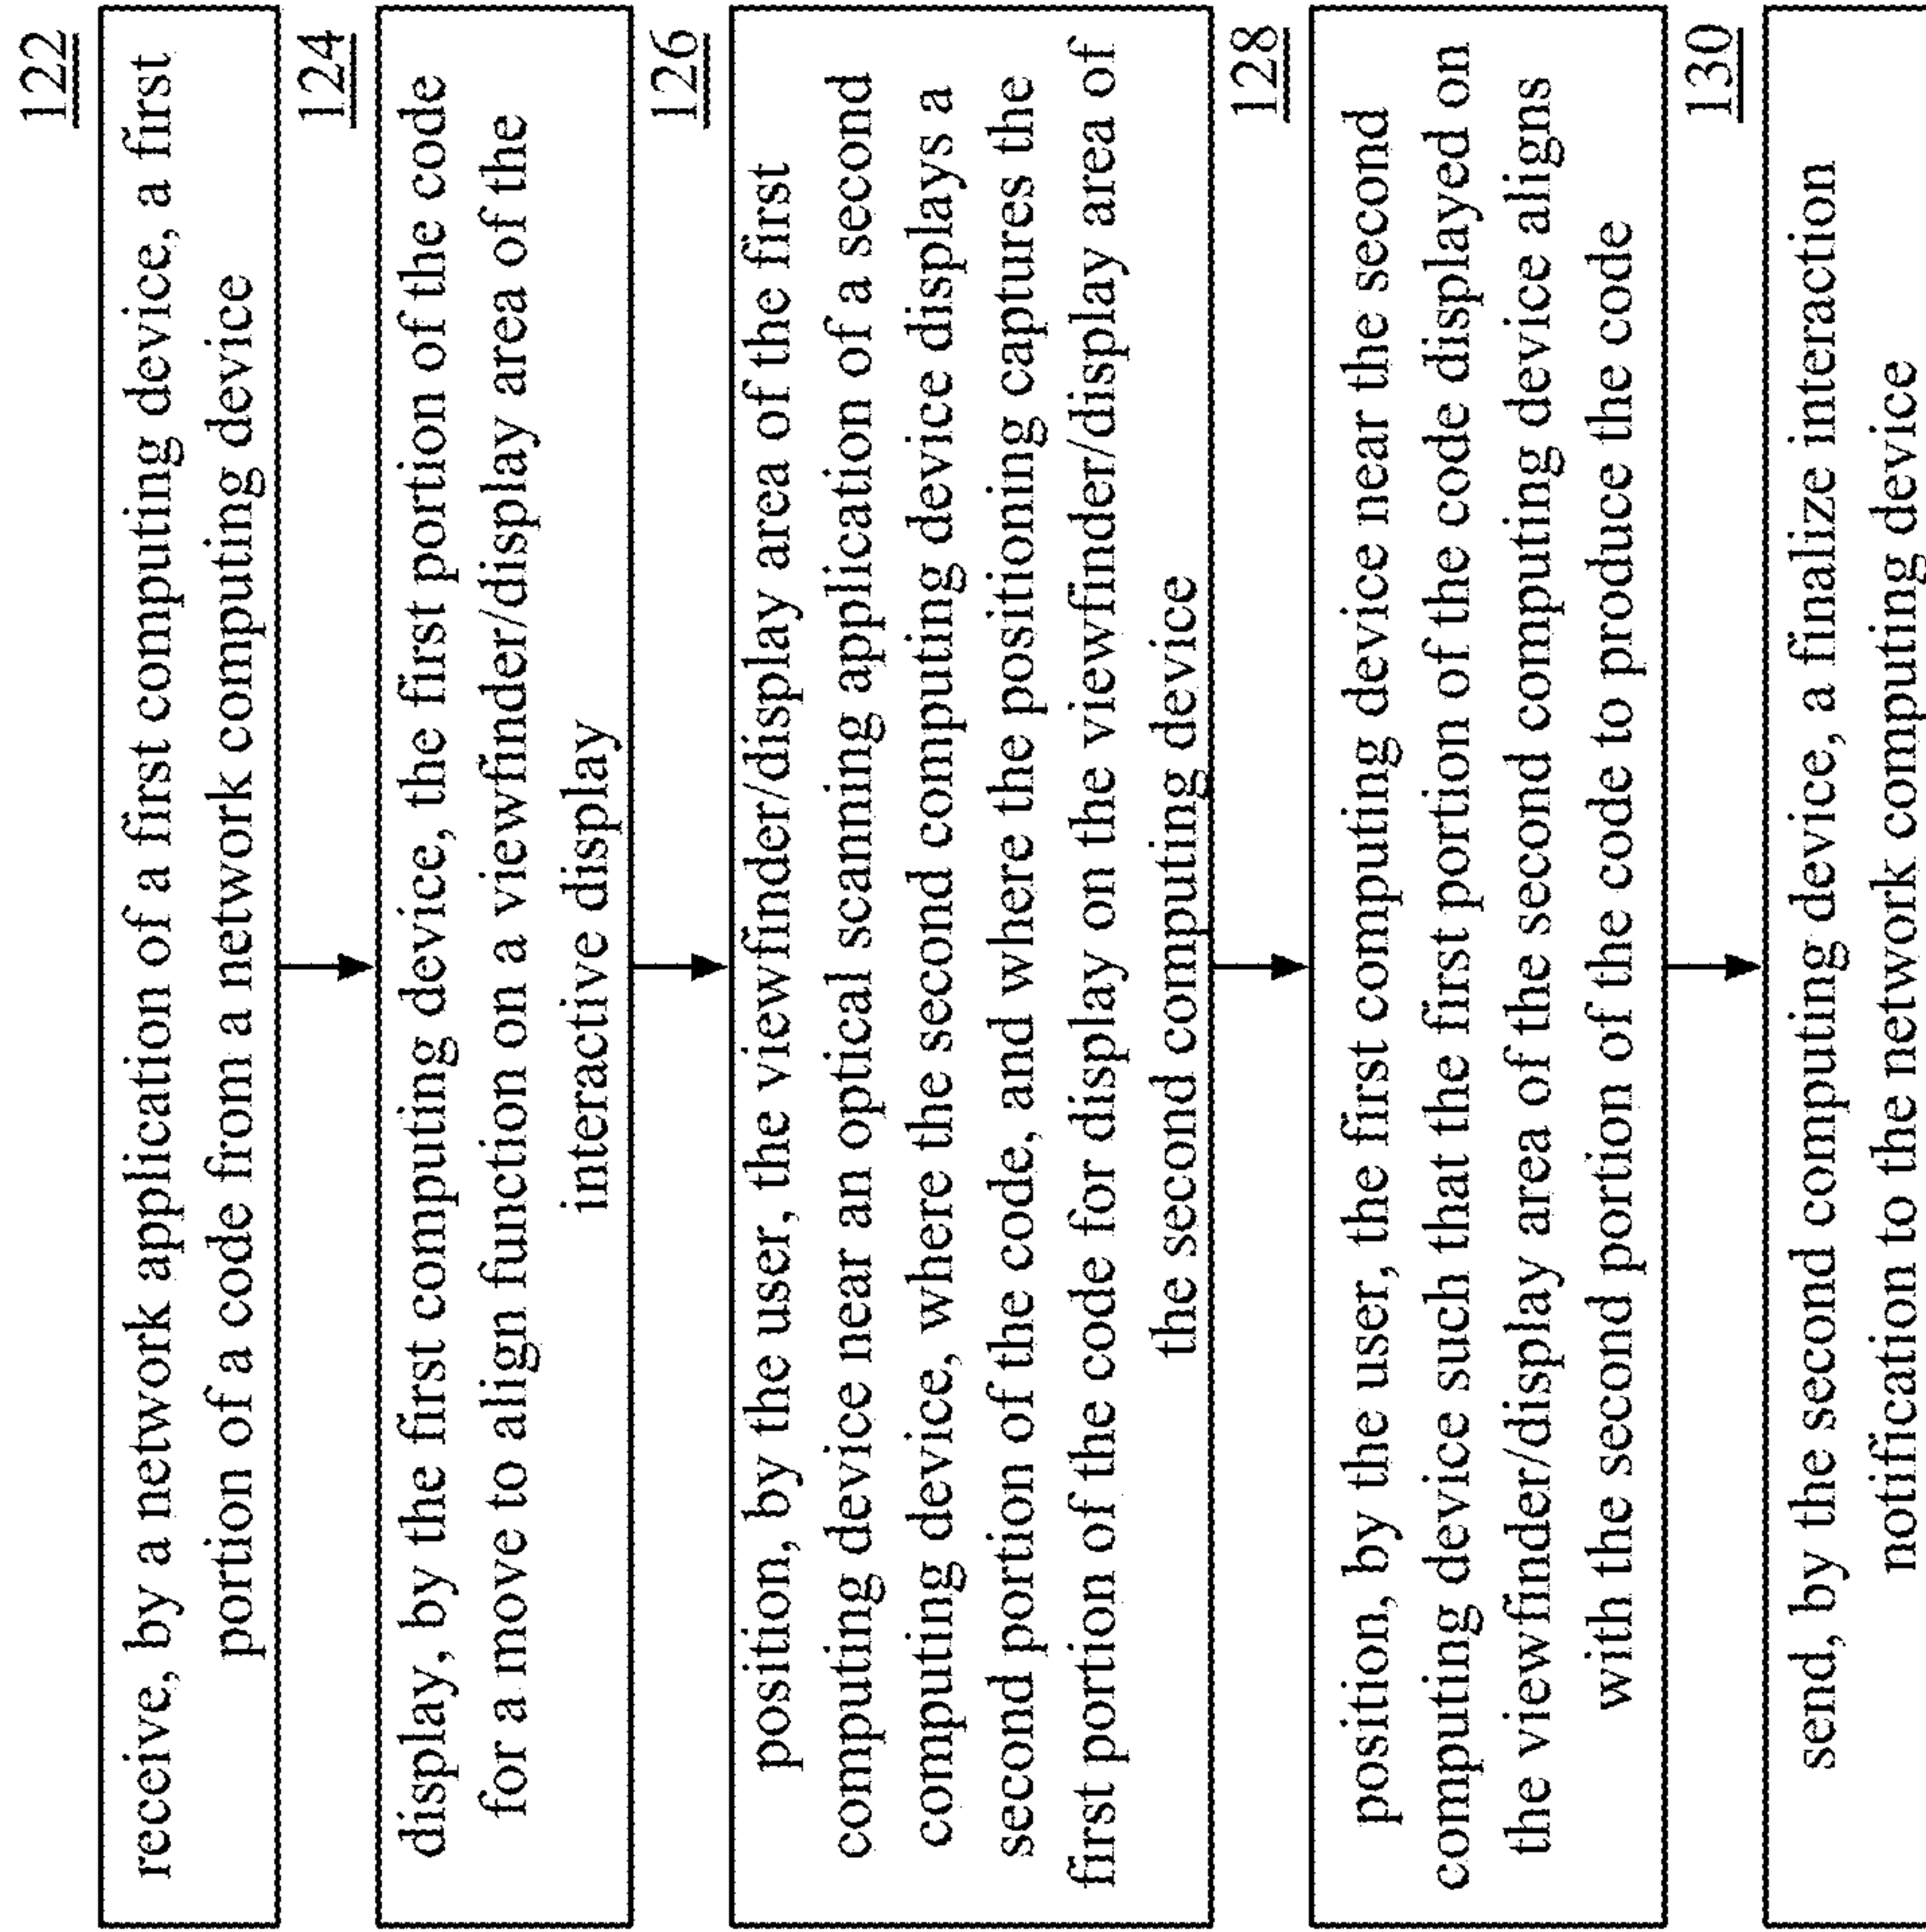 122
receive, by a network application of a first computing device, a first
portion of a code from a network computing device
124
display, by the first computing device, the first portion of the code
for a move to align function on a viewfinder/display area of the
interactive display
126
position, by the user, the viewfinder/display area of the first
computing device near an optical scanning application of a second
computing device, where the second computing device displays a
second portion of the code, and where the positioning captures the
first portion of the code for display on the viewfinder/display area of
the second computing device
128
position, by the user, the first computing device near the second
computing device such that the first portion of the code displayed on
the viewfinder/display area of the second computing device aligns
with the second portion of the code to produce the code
130
send, by the second computing device, a finalize interaction
notification to the network computing device